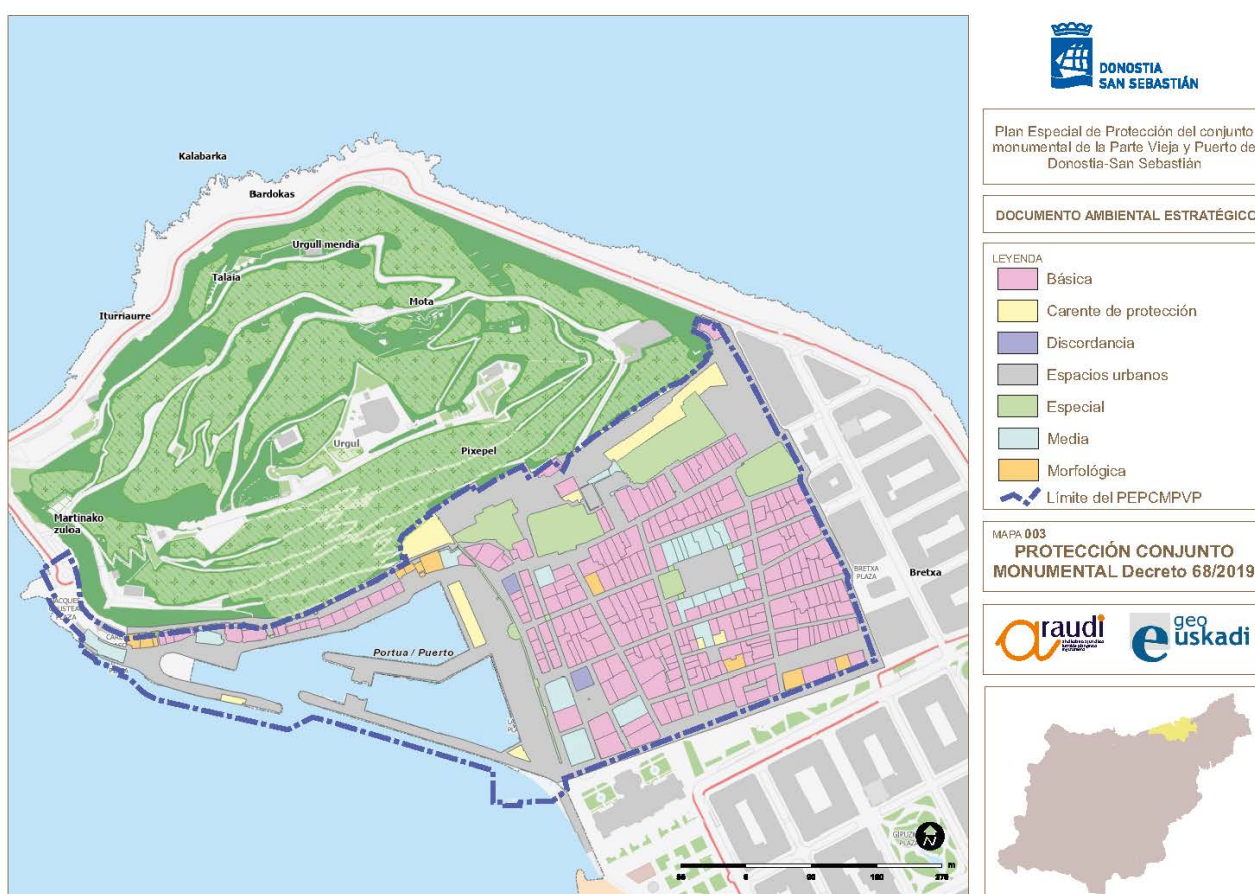 DONOSTIA
SAN SEBASTIÁN
Plan Especial de Protección del conjunto
monumental de la Parte Vieja y Puerto de
Donostia-San Sebastián
DOCUMENTO AMBIENTAL ESTRATÉGICO
LEYENDA
Básica
Carente de protección
Discordancia
Espacios urbanos
Especial
Media
Morfológica
Límite del PEPCMPVP
MAPA 003
PROTECCIÓN CONJUNTO
MONUMENTAL Decreto 68/2019
araudi
geo
euskadi
Kalabarka
Bardokas
Urgull mendia
Talaia
Mota
Iturriaurre
Urgul
Pixepel
Martinako
zuloa
BRETXA
PLAZA
Bretxa
Portua / Puerto
N
m